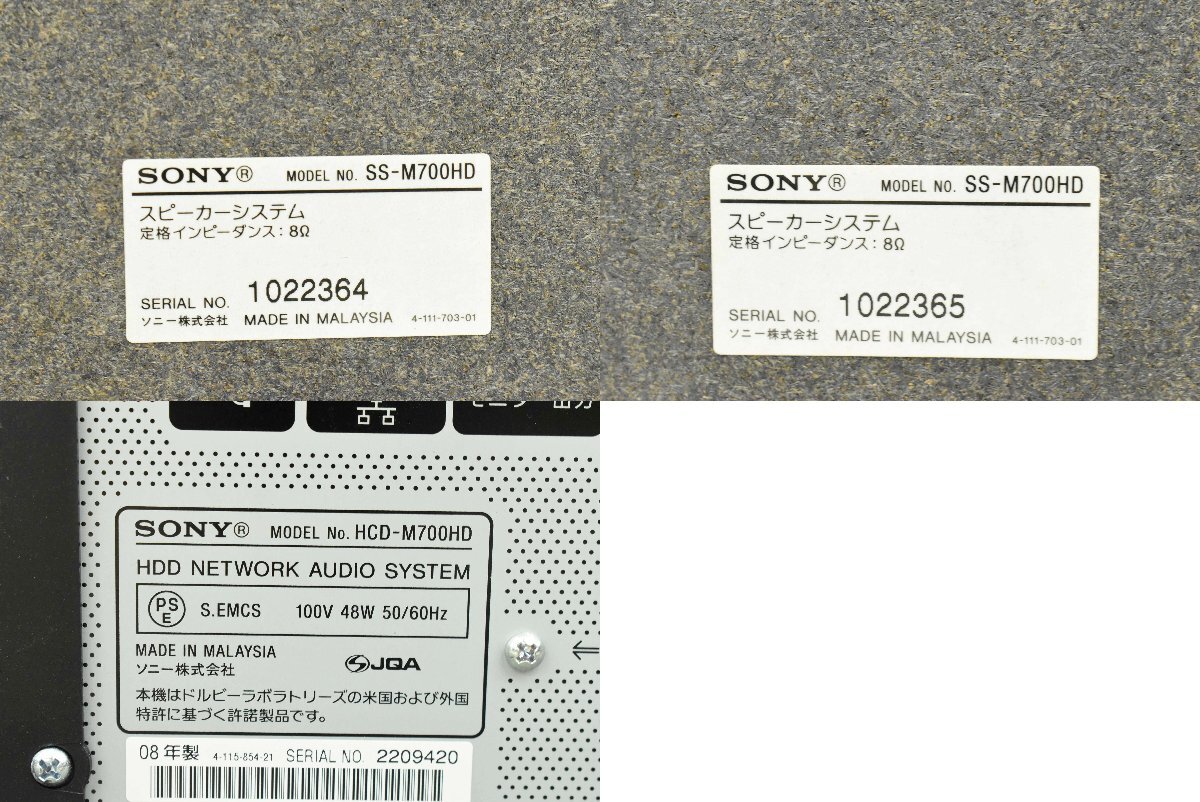 SONY® MODEL NO. SS-M700HD
スピーカーシステム
定格インピーダンス：8Ω
SERIAL NO. 1022364
ソニー株式会社 MADE IN MALAYSIA 4-111-703-01
SONY® MODEL NO. SS-M700HD
スピーカーシステム
定格インピーダンス：8Ω
SERIAL NO. 1022365
ソニー株式会社 MADE IN MALAYSIA 4-111-703-01
SONY® MODEL No. HCD-M700HD
HDD NETWORK AUDIO SYSTEM
PSE S.EMCS 100V 48W 50/60Hz
MADE IN MALAYSIA
ソニー株式会社 JQA
本機はドルビーラボラトリーズの米国および外国
特許に基づく許諾製品です。
08年製 4-115-854-21 SERIAL NO. 2209420